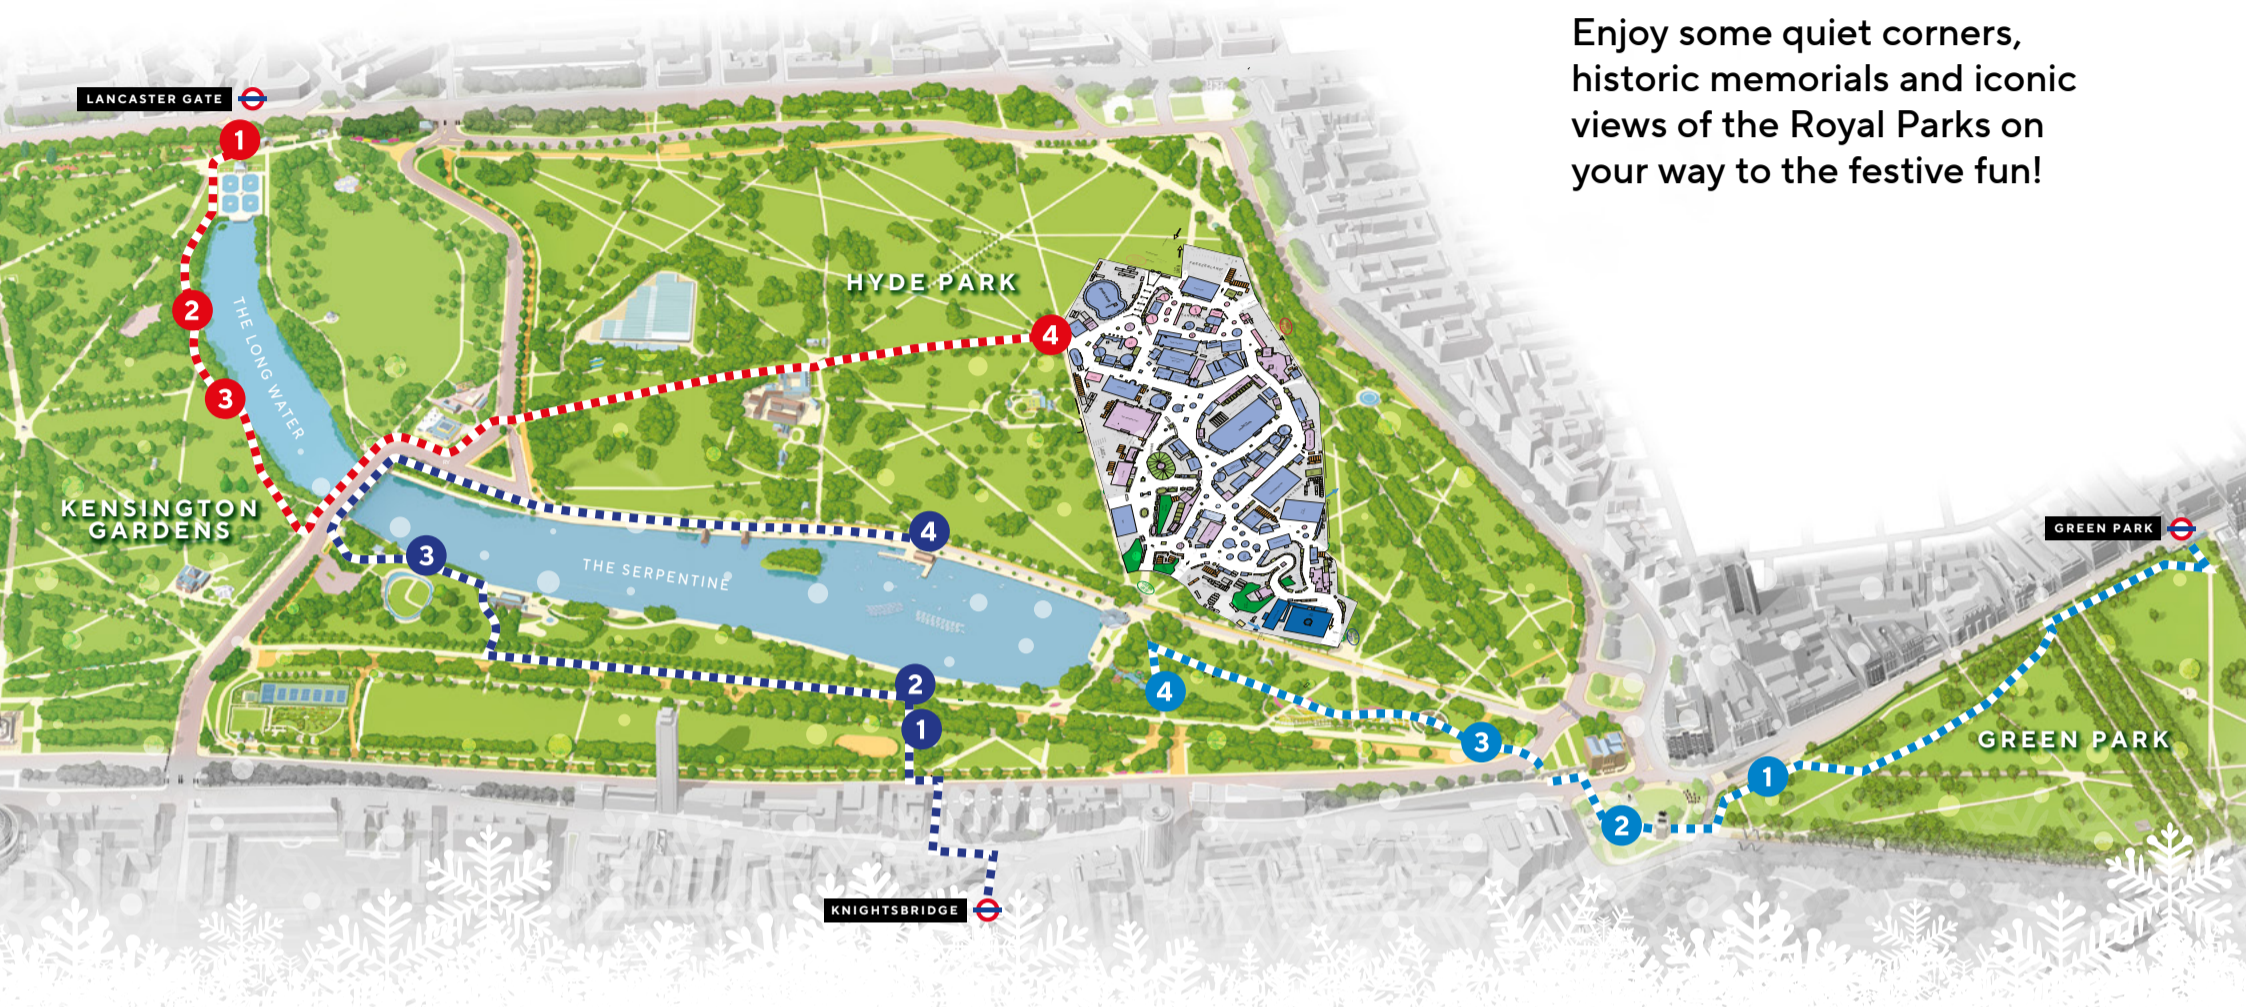 Enjoy some quiet corners,
historic memorials and iconic
views of the Royal Parks on
your way to the festive fun!
LANCASTER GATE
1
2
3
THE LONG WATER
KENSINGTON
GARDENS
HYDE PARK
4
3
THE SERPENTINE
4
2
1
KNIGHTSBRIDGE
4
3
2
1
GREEN PARK
GREEN PARK